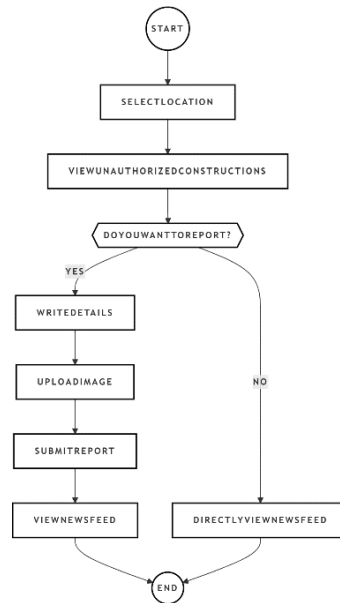 START
SELECTLOCATION
VIEWUNAUTHORIZEDCONSTRUCTIONS
DOYOUWANTTOREPORT?
YES
WRITEDETAILS
UPLOADIMAGE
NO
SUBMITREPORT
VIEWNEWSFEED
DIRECTLYVIEWNEWSFEED
END